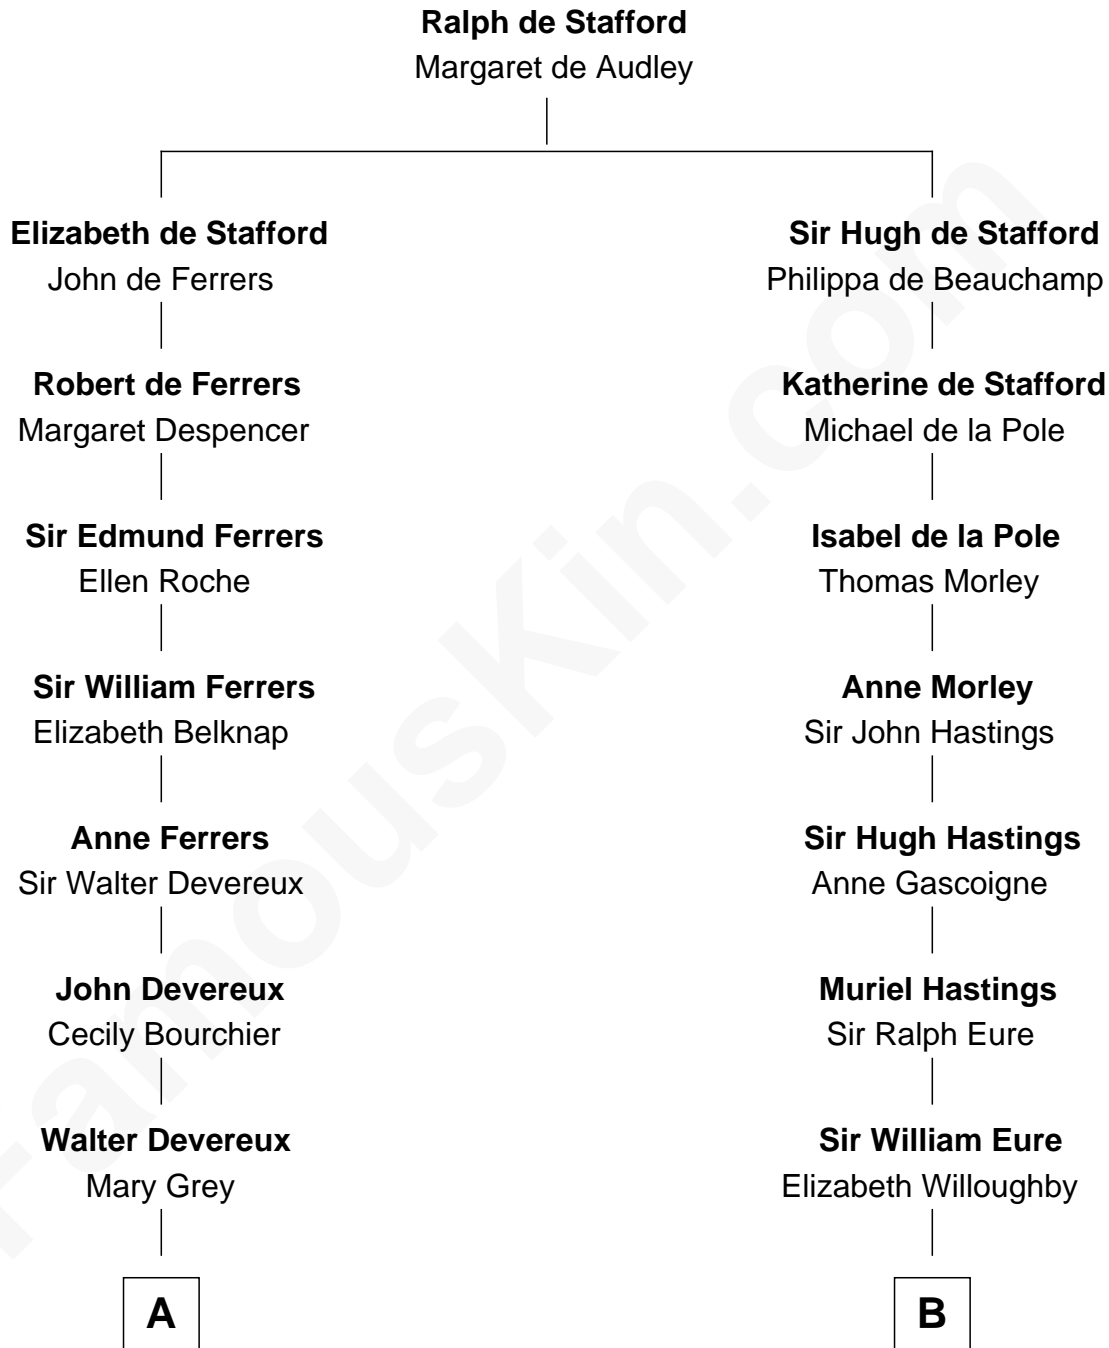 Ralph de Stafford
Margaret de Audley
Elizabeth de Stafford
John de Ferrers
Sir Hugh de Stafford
Philippa de Beauchamp
Robert de Ferrers
Margaret Despencer
Katherine de Stafford
Michael de la Pole
Sir Edmund Ferrers
Ellen Roche
Isabel de la Pole
Thomas Morley
Sir William Ferrers
Elizabeth Belknap
Anne Morley
Sir John Hastings
Anne Ferrers
Sir Walter Devereux
Sir Hugh Hastings
Anne Gascoigne
John Devereux
Cecily Bourchier
Muriel Hastings
Sir Ralph Eure
Walter Devereux
Mary Grey
Sir William Eure
Elizabeth Willoughby
A
B
FamousKin.com